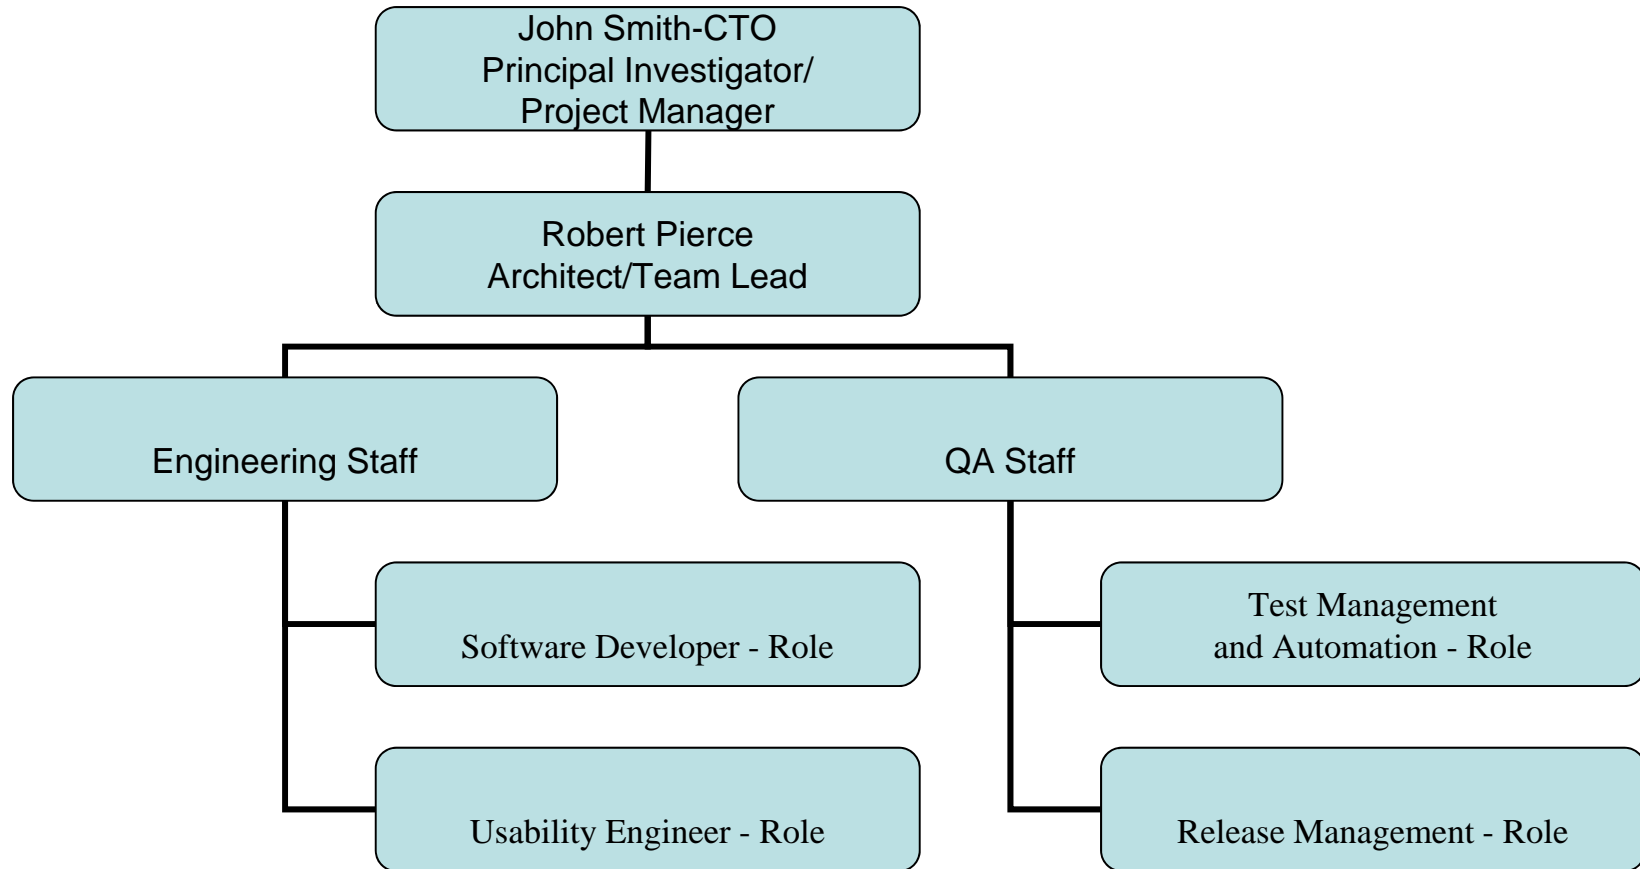 John Smith-CTO
Principal Investigator/
Project Manager
Robert Pierce
Architect/Team Lead
Engineering Staff
QA Staff
Software Developer - Role
Test Management
and Automation - Role
Usability Engineer - Role
Release Management - Role